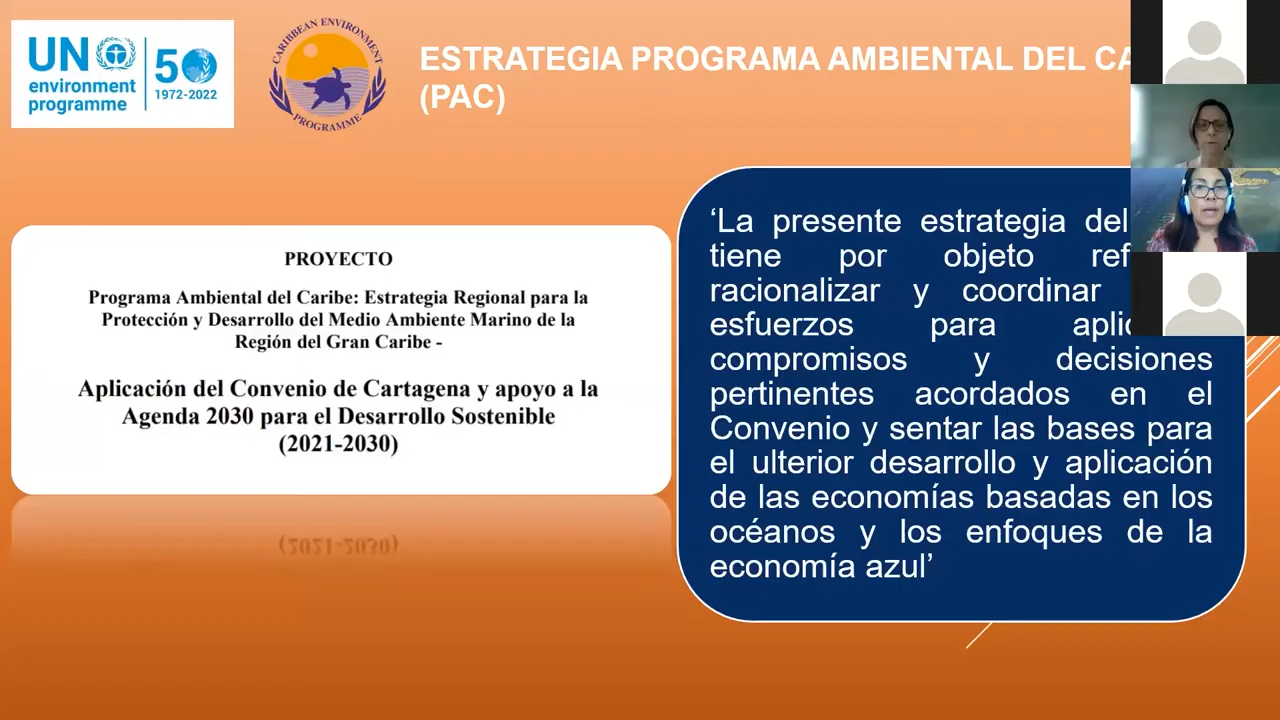 UN
environment
programme
50
1972-2022
CARIBBEAN ENVIRONMENT
PROGRAMME
ESTRATEGIA PROGRAMA AMBIENTAL DEL
(PAC)
PROYECTO
Programa Ambiental del Caribe: Estrategia Regional para la
Protección y Desarrollo del Medio Ambiente Marino de la
Región del Gran Caribe -
Aplicación del Convenio de Cartagena y apoyo a la
Agenda 2030 para el Desarrollo Sostenible
(2021-2030)
‘La presente estrategia del
tiene por objeto
racionalizar y coordinar
esfuerzos para
compromisos y decisiones
pertinentes acordados en el
Convenio y sentar las bases para
el ulterior desarrollo y aplicación
de las economías basadas en los
océanos y los enfoques de la
economía azul’